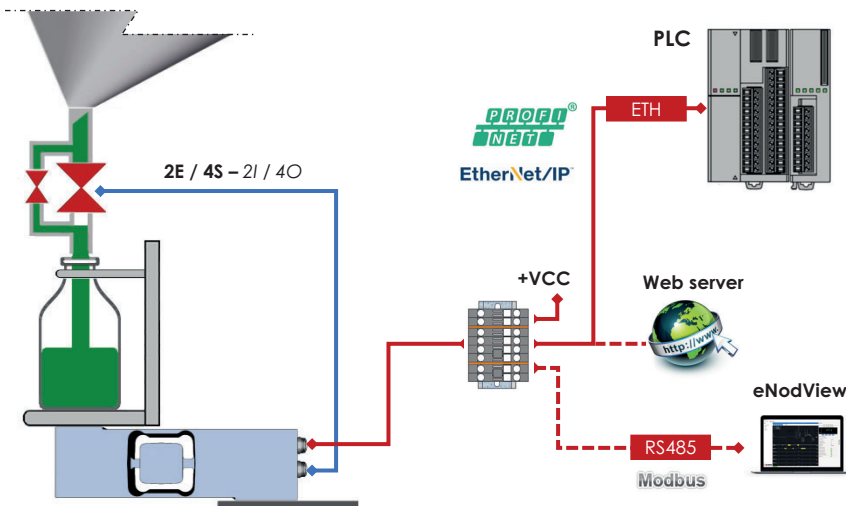 PLC
ETH
PROFI
NET®
EtherNet/IP
2E / 4S – 2I / 4O
+VCC
Web server
http://www.
eNodView
RS485
Modbus